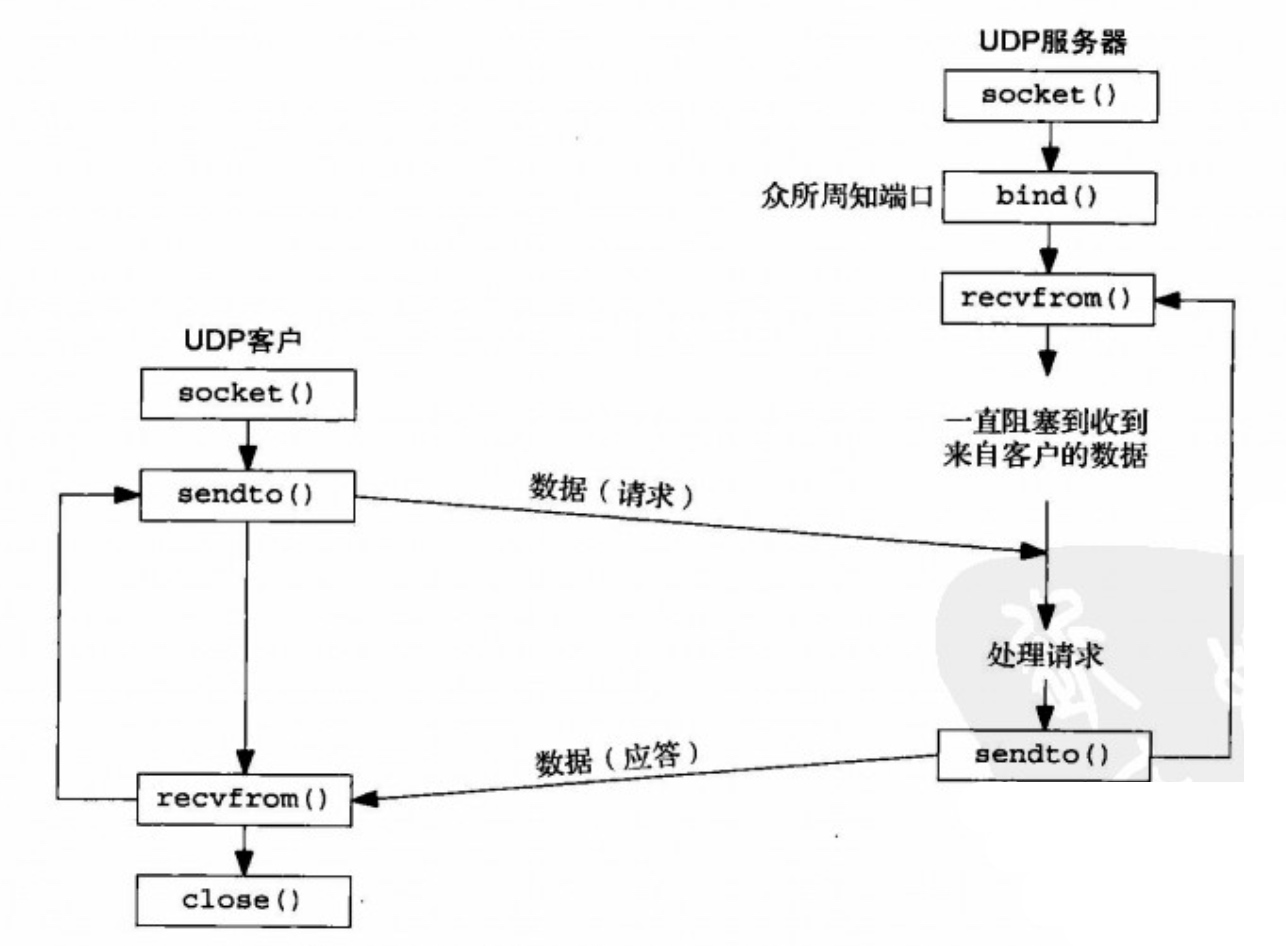 UDP服务器
socket()
众所周知端口
bind()
recvfrom()
UDP客户
socket()
一直阻塞到收到
来自客户的数据
sendto()
数据(请求)
处理请求
数据(应答)
sendto()
recvfrom()
close()